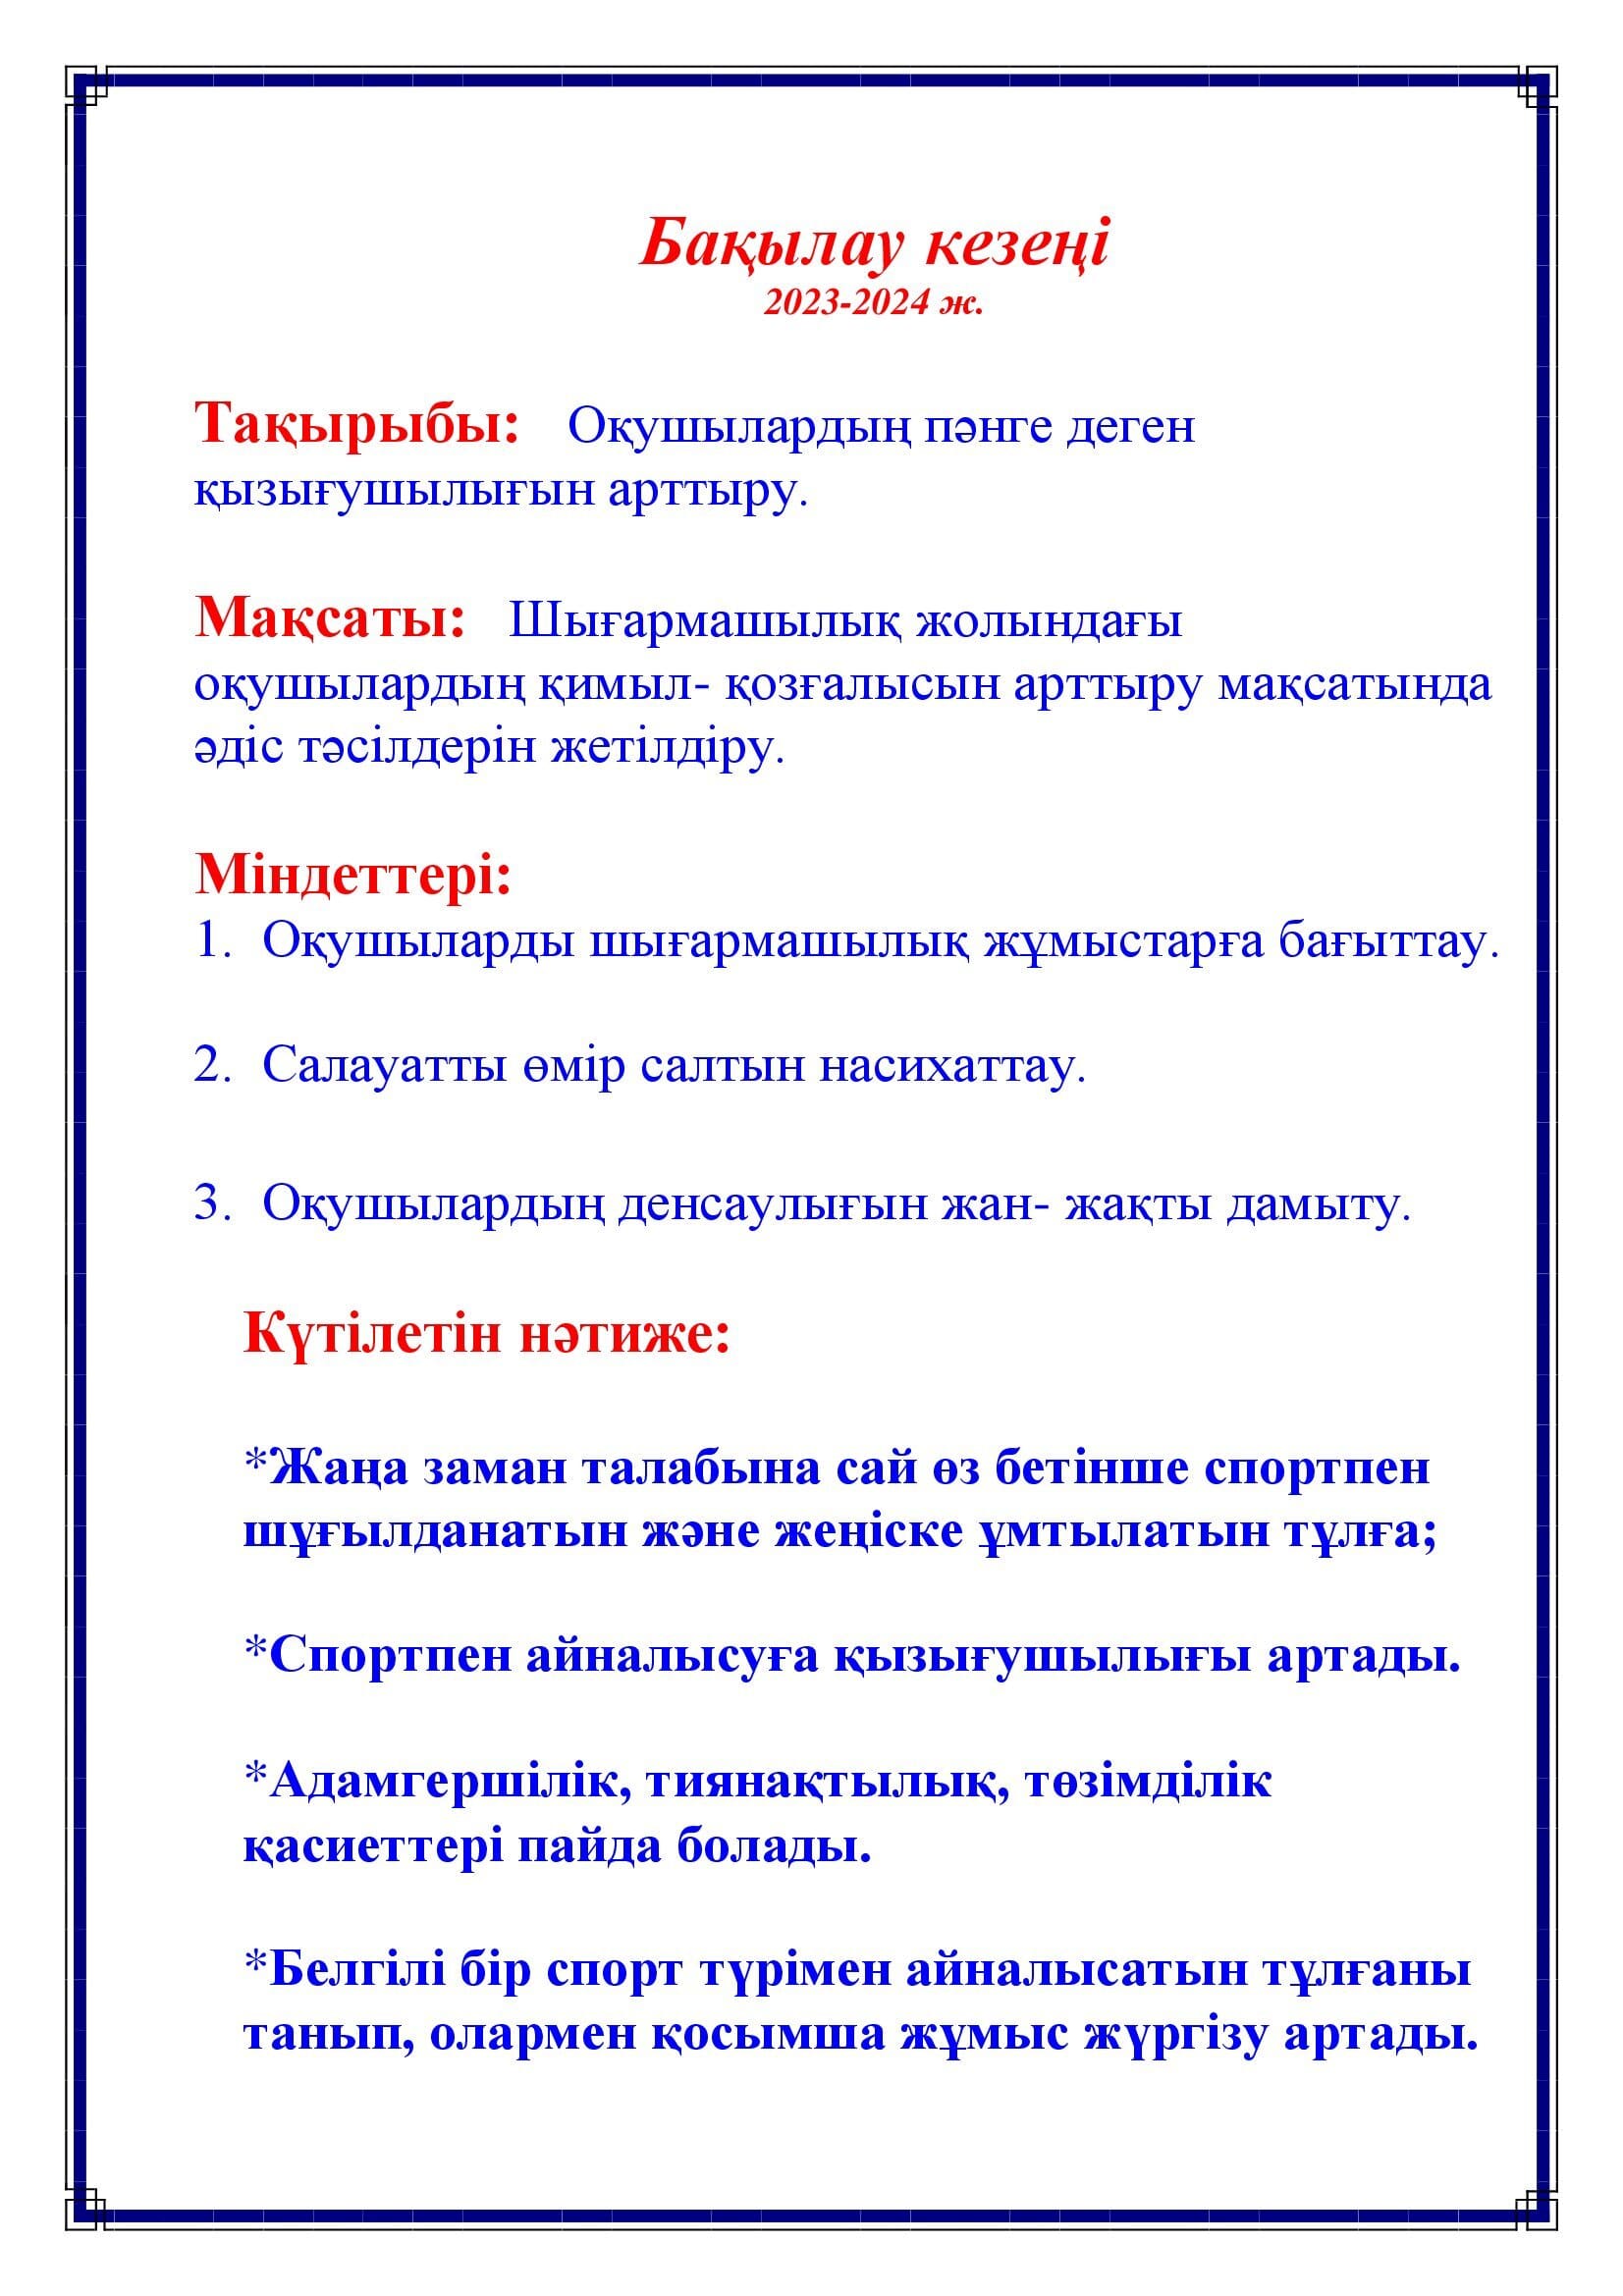 Бақылау кезеңі
2023-2024 ж.
Тақырыбы: Оқушылардың пәнге деген
қызығушылығын арттыру.
Мақсаты: Шығармашылық жолындағы
оқушылардың қимыл- қозғалысын арттыру мақсатында
әдіс тәсілдерін жетілдіру.
Міндеттері:
1. Оқушыларды шығармашылық жұмыстарға бағыттау.
2. Салауатты өмір салтын насихаттау.
3. Оқушылардың денсаулығын жан- жақты дамыту.
Күтілетін нәтиже:
*Жаңа заман талабына сай өз бетінше спортпен
шұғылданатын және жеңіске ұмтылатын тұлға;
*Спортпен айналысуға қызығушылығы артады.
*Адамгершілік, тиянақтылық, төзімділік
қасиеттері пайда болады.
*Белгілі бір спорт түрімен айналысатын тұлғаны
танып, олармен қосымша жұмыс жүргізу артады.